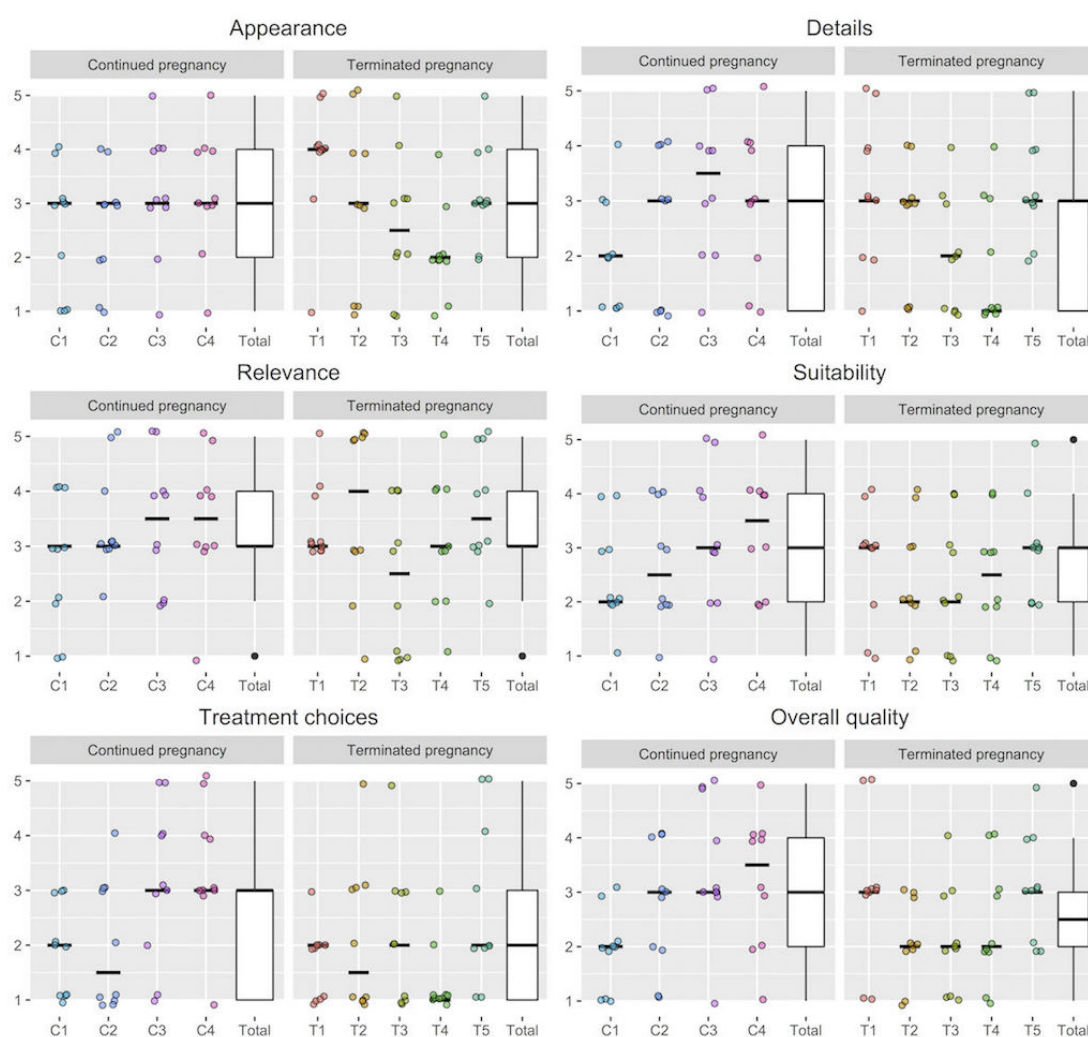 Appearance
Details
Continued pregnancy Terminated pregnancy
Continued pregnancy Terminated pregnancy
5
4
3
2
1
5
4
3
2
1
C1 C2 C3 C4 Total T1 T2 T3 T4 T5 Total
C1 C2 C3 C4 Total T1 T2 T3 T4 T5 Total
Relevance
Suitability
Continued pregnancy Terminated pregnancy
Continued pregnancy Terminated pregnancy
5
4
3
2
1
5
4
3
2
1
C1 C2 C3 C4 Total T1 T2 T3 T4 T5 Total
C1 C2 C3 C4 Total T1 T2 T3 T4 T5 Total
Treatment choices
Overall quality
Continued pregnancy Terminated pregnancy
Continued pregnancy Terminated pregnancy
5
4
3
2
1
5
4
3
2
1
C1 C2 C3 C4 Total T1 T2 T3 T4 T5 Total
C1 C2 C3 C4 Total T1 T2 T3 T4 T5 Total